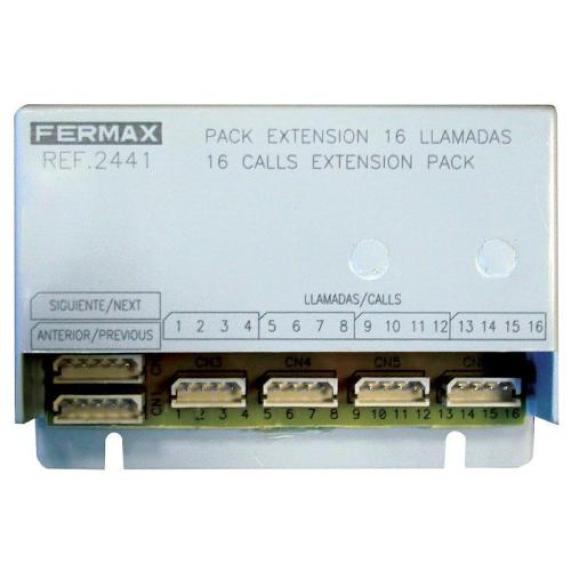 FERMAX
REF.2441
PACK EXTENSION 16 LLAMADAS
16 CALLS EXTENSION PACK
SIGUIENTE/NEXT
ANTERIOR/PREVIOUS
LLAMADAS/CALLS
1 2 3 4 5 6 7 8 9 10 11 12 13 14 15 16
CN3 CN4 CN5
CN1
3 4 5 6 7 8 9 10 11 12 13 14 15 16